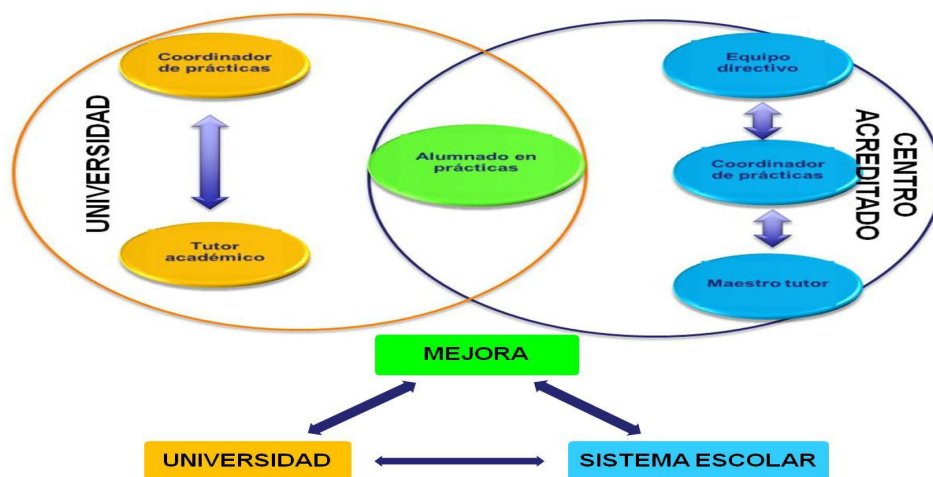 Coordinador
de prácticas
UNIVERSIDAD
Tutor
académico
Alumnado en
prácticas
Equipo
directivo
Coordinador
de prácticas
Maestro tutor
CENTRO
ACREDITADO
MEJORA
UNIVERSIDAD
SISTEMA ESCOLAR